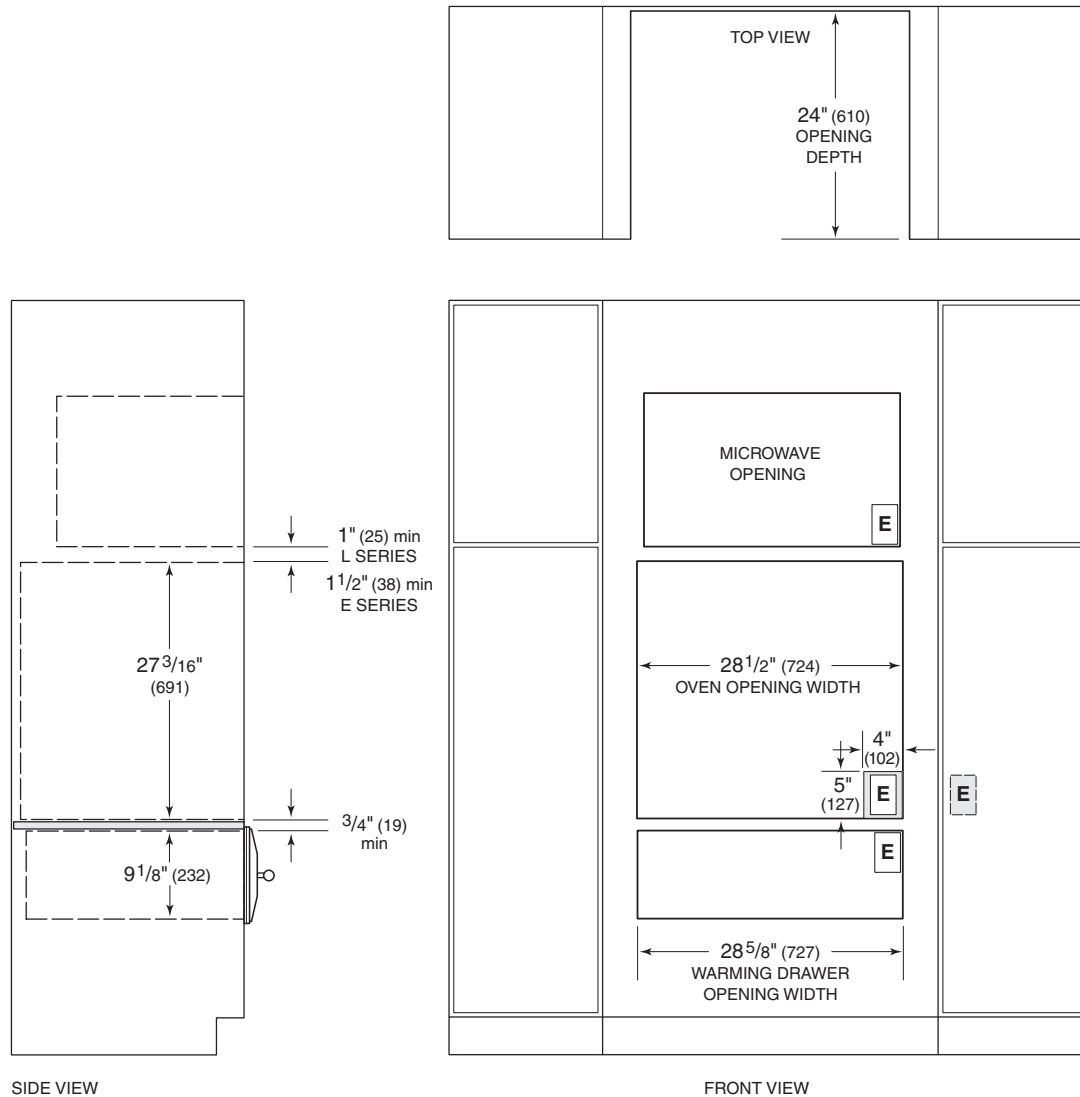 TOP VIEW
24" (610)
OPENING
DEPTH
MICROWAVE
OPENING
E
1" (25) min
L SERIES
1 1/2" (38) min
E SERIES
27 3/16"
(691)
28 1/2" (724)
OVEN OPENING WIDTH
4"
(102)
5"
(127)
E
E
3/4" (19)
min
E
9 1/8" (232)
28 5/8" (727)
WARMING DRAWER
OPENING WIDTH
SIDE VIEW
FRONT VIEW